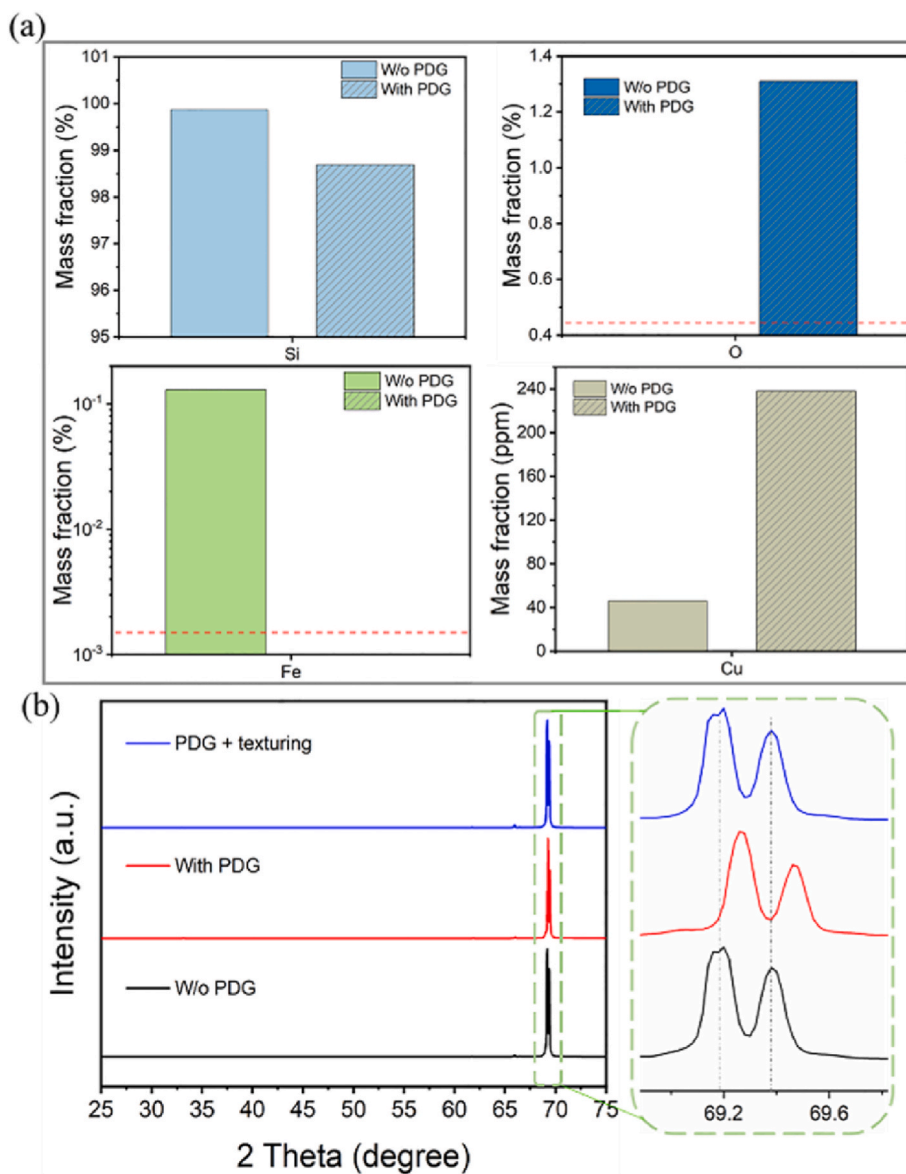 (a)
101
100
99
98
97
96
95
Mass fraction (%)
W/o PDG
With PDG
Si
1.4
1.2
1.0
0.8
0.6
0.4
Mass fraction (%)
W/o PDG
With PDG
O
10⁻¹
10⁻²
10⁻³
Mass fraction (%)
W/o PDG
With PDG
Fe
240
200
160
120
80
40
0
Mass fraction (ppm)
W/o PDG
With PDG
Cu
(b)
PDG + texturing
With PDG
W/o PDG
Intensity (a.u.)
25 30 35 40 45 50 55 60 65 70 75
2 Theta (degree)
69.2 69.6